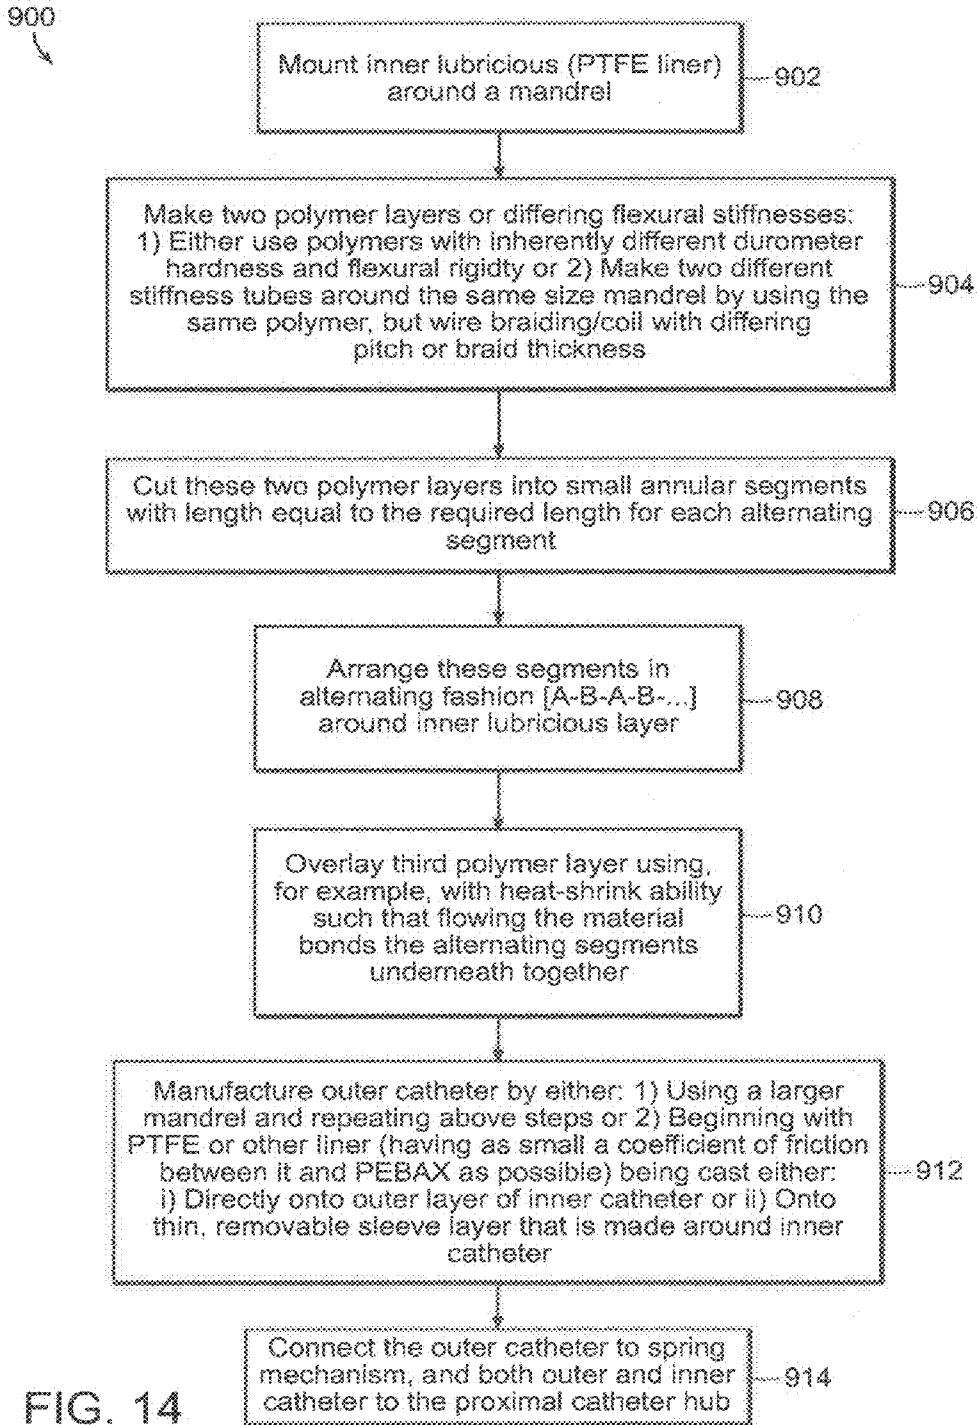 900
Mount inner lubricious (PTFE liner)
around a mandrel
902
Make two polymer layers or differing flexural stiffnesses:
1) Either use polymers with inherently different durometer
hardness and flexural rigidty or 2) Make two different
stiffness tubes around the same size mandrel by using the
same polymer, but wire braiding/coil with differing
pitch or braid thickness
904
Cut these two polymer layers into small annular segments
with length equal to the required length for each alternating
segment
906
Arrange these segments in
alternating fashion [A-B-A-B-...]
around inner lubricious layer
908
Overlay third polymer layer using,
for example, with heat-shrink ability
such that flowing the material
bonds the alternating segments
underneath together
910
Manufacture outer catheter by either: 1) Using a larger
mandrel and repeating above steps or 2) Beginning with
PTFE or other liner (having as small a coefficient of friction
between it and PEBAX as possible) being cast either:
i) Directly onto outer layer of inner catheter or ii) Onto
thin, removable sleeve layer that is made around inner
catheter
912
Connect the outer catheter to spring
mechanism, and both outer and inner
catheter to the proximal catheter hub
914
FIG. 14